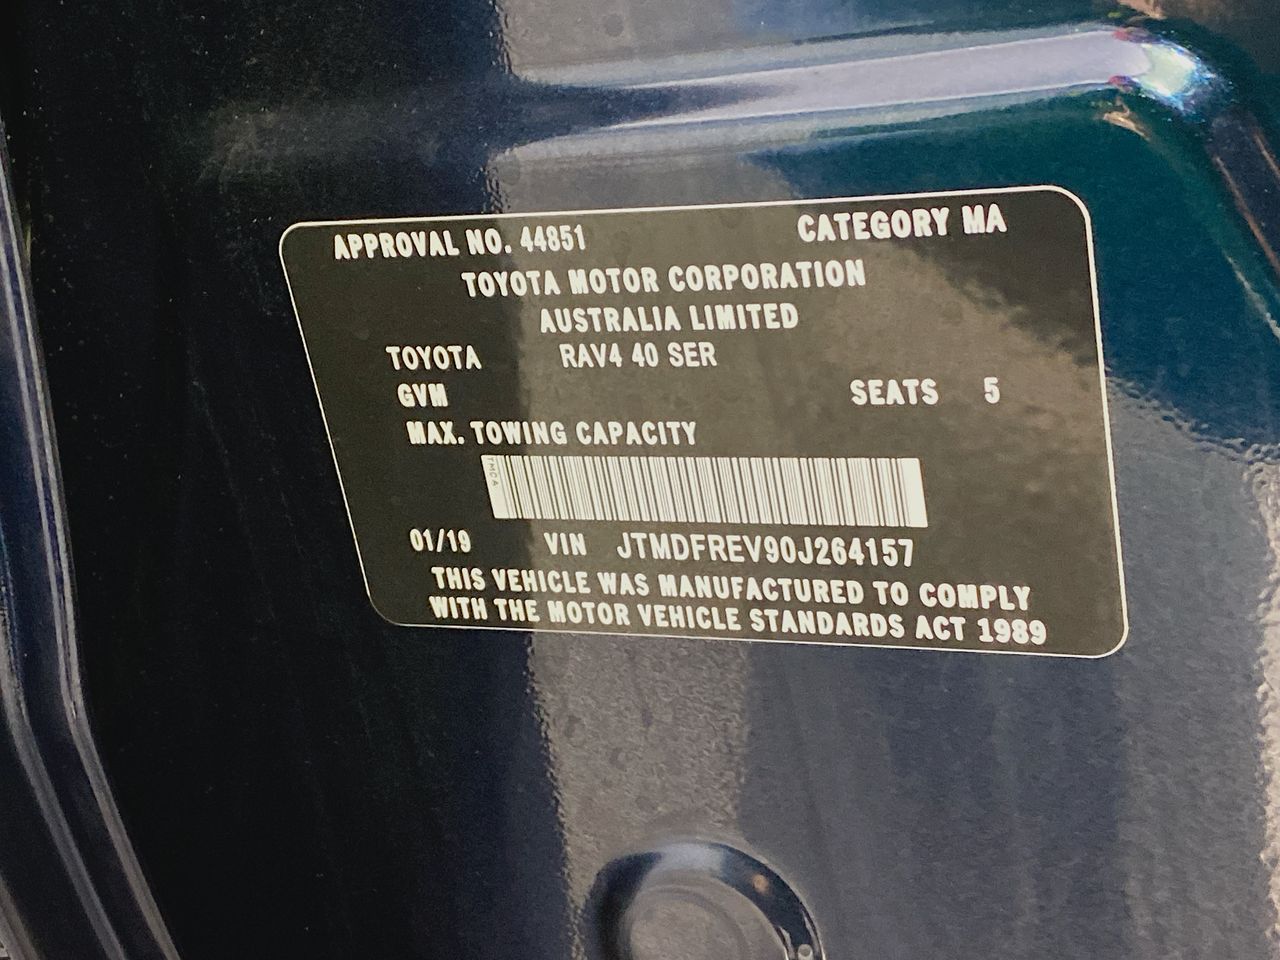 APPROVAL NO. 44851 CATEGORY MA
TOYOTA MOTOR CORPORATION
AUSTRALIA LIMITED
TOYOTA RAV4 40 SER
GVM SEATS 5
MAX. TOWING CAPACITY
TMCA
01/19 VIN JTMDFREV90J264157
THIS VEHICLE WAS MANUFACTURED TO COMPLY
WITH THE MOTOR VEHICLE STANDARDS ACT 1989